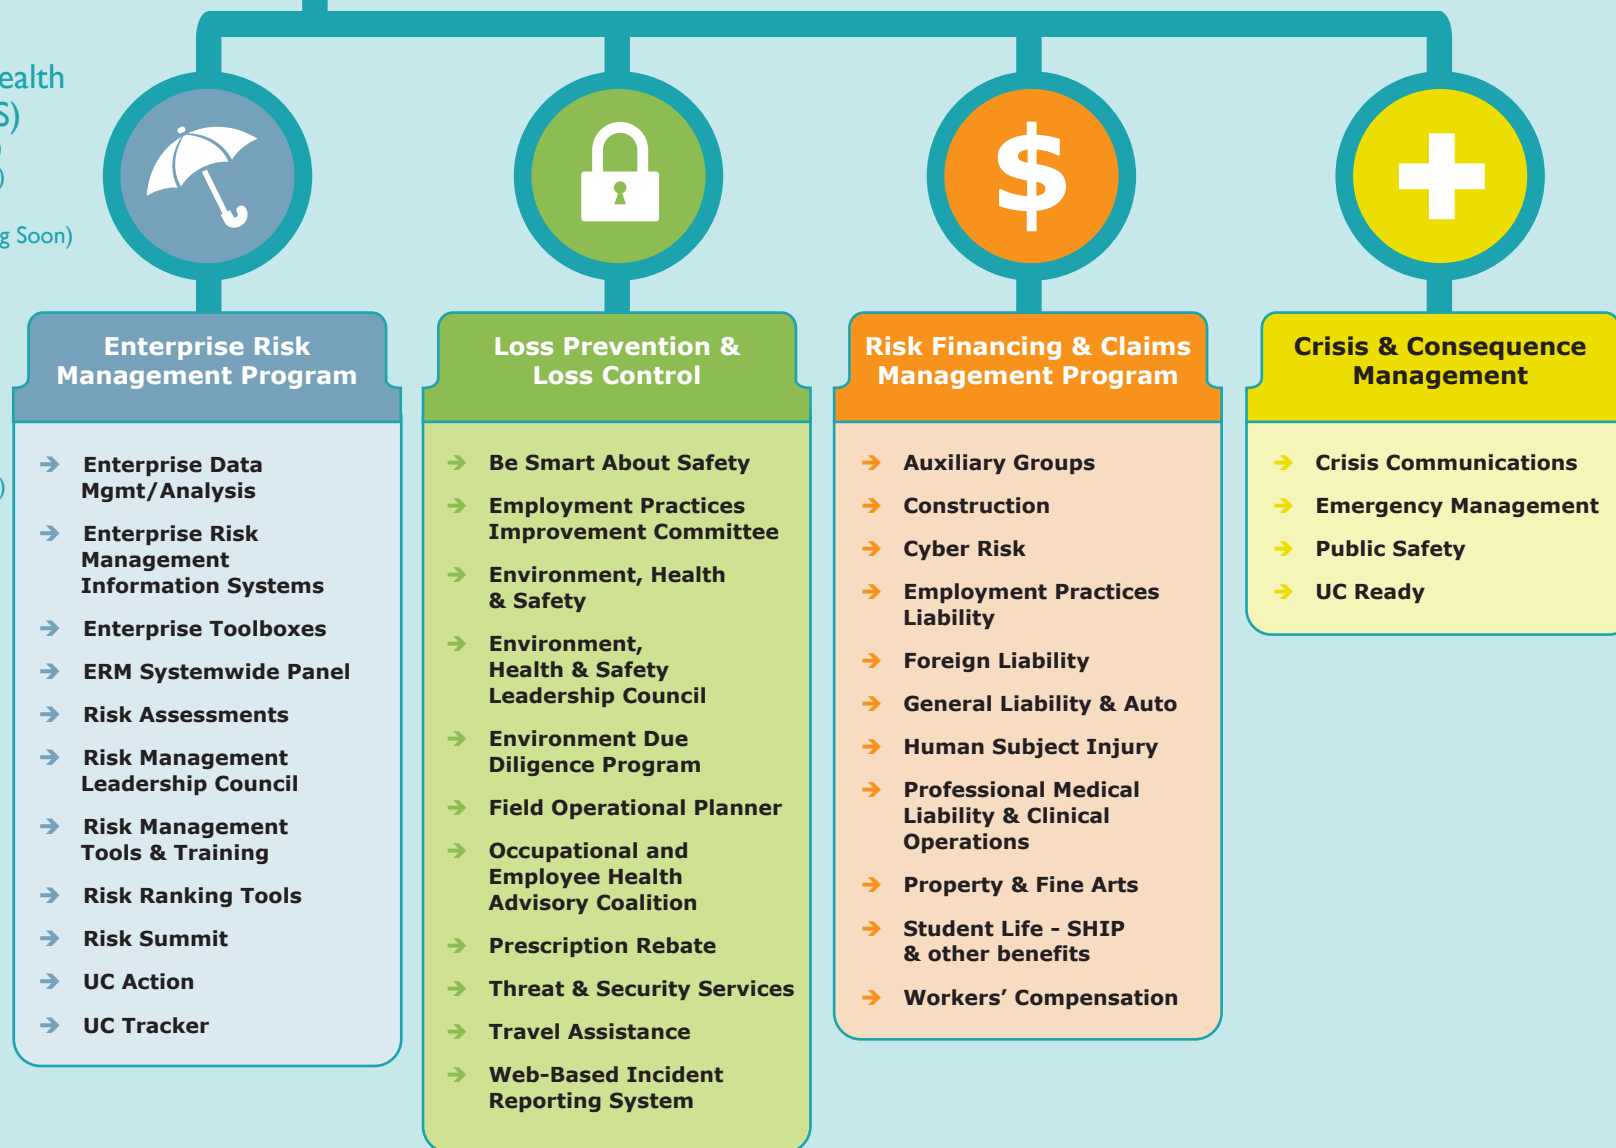 S)
)
)
g Soon)
)
$
Enterprise Risk
Management Program
Enterprise Data
Mgmt/Analysis
Enterprise Risk
Management
Information Systems
Enterprise Toolboxes
ERM Systemwide Panel
Risk Assessments
Risk Management
Leadership Council
Risk Management
Tools & Training
Risk Ranking Tools
Risk Summit
UC Action
UC Tracker
Loss Prevention &
Loss Control
Be Smart About Safety
Employment Practices
Improvement Committee
Environment, Health
& Safety
Environment,
Health & Safety
Leadership Council
Environment Due
Diligence Program
Field Operational Planner
Occupational and
Employee Health
Advisory Coalition
Prescription Rebate
Threat & Security Services
Travel Assistance
Web-Based Incident
Reporting System
Risk Financing & Claims
Management Program
Auxiliary Groups
Construction
Cyber Risk
Employment Practices
Liability
Foreign Liability
General Liability & Auto
Human Subject Injury
Professional Medical
Liability & Clinical
Operations
Property & Fine Arts
Student Life - SHIP
& other benefits
Workers’ Compensation
Crisis & Consequence
Management
Crisis Communications
Emergency Management
Public Safety
UC Ready